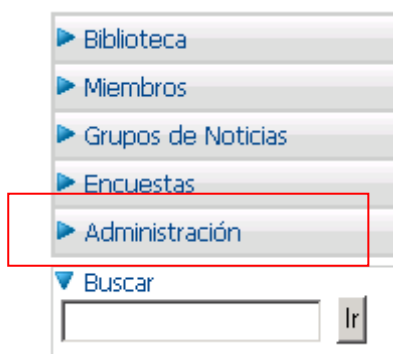 Biblioteca
Miembros
Grupos de Noticias
Encuestas
Administración
Buscar
Ir